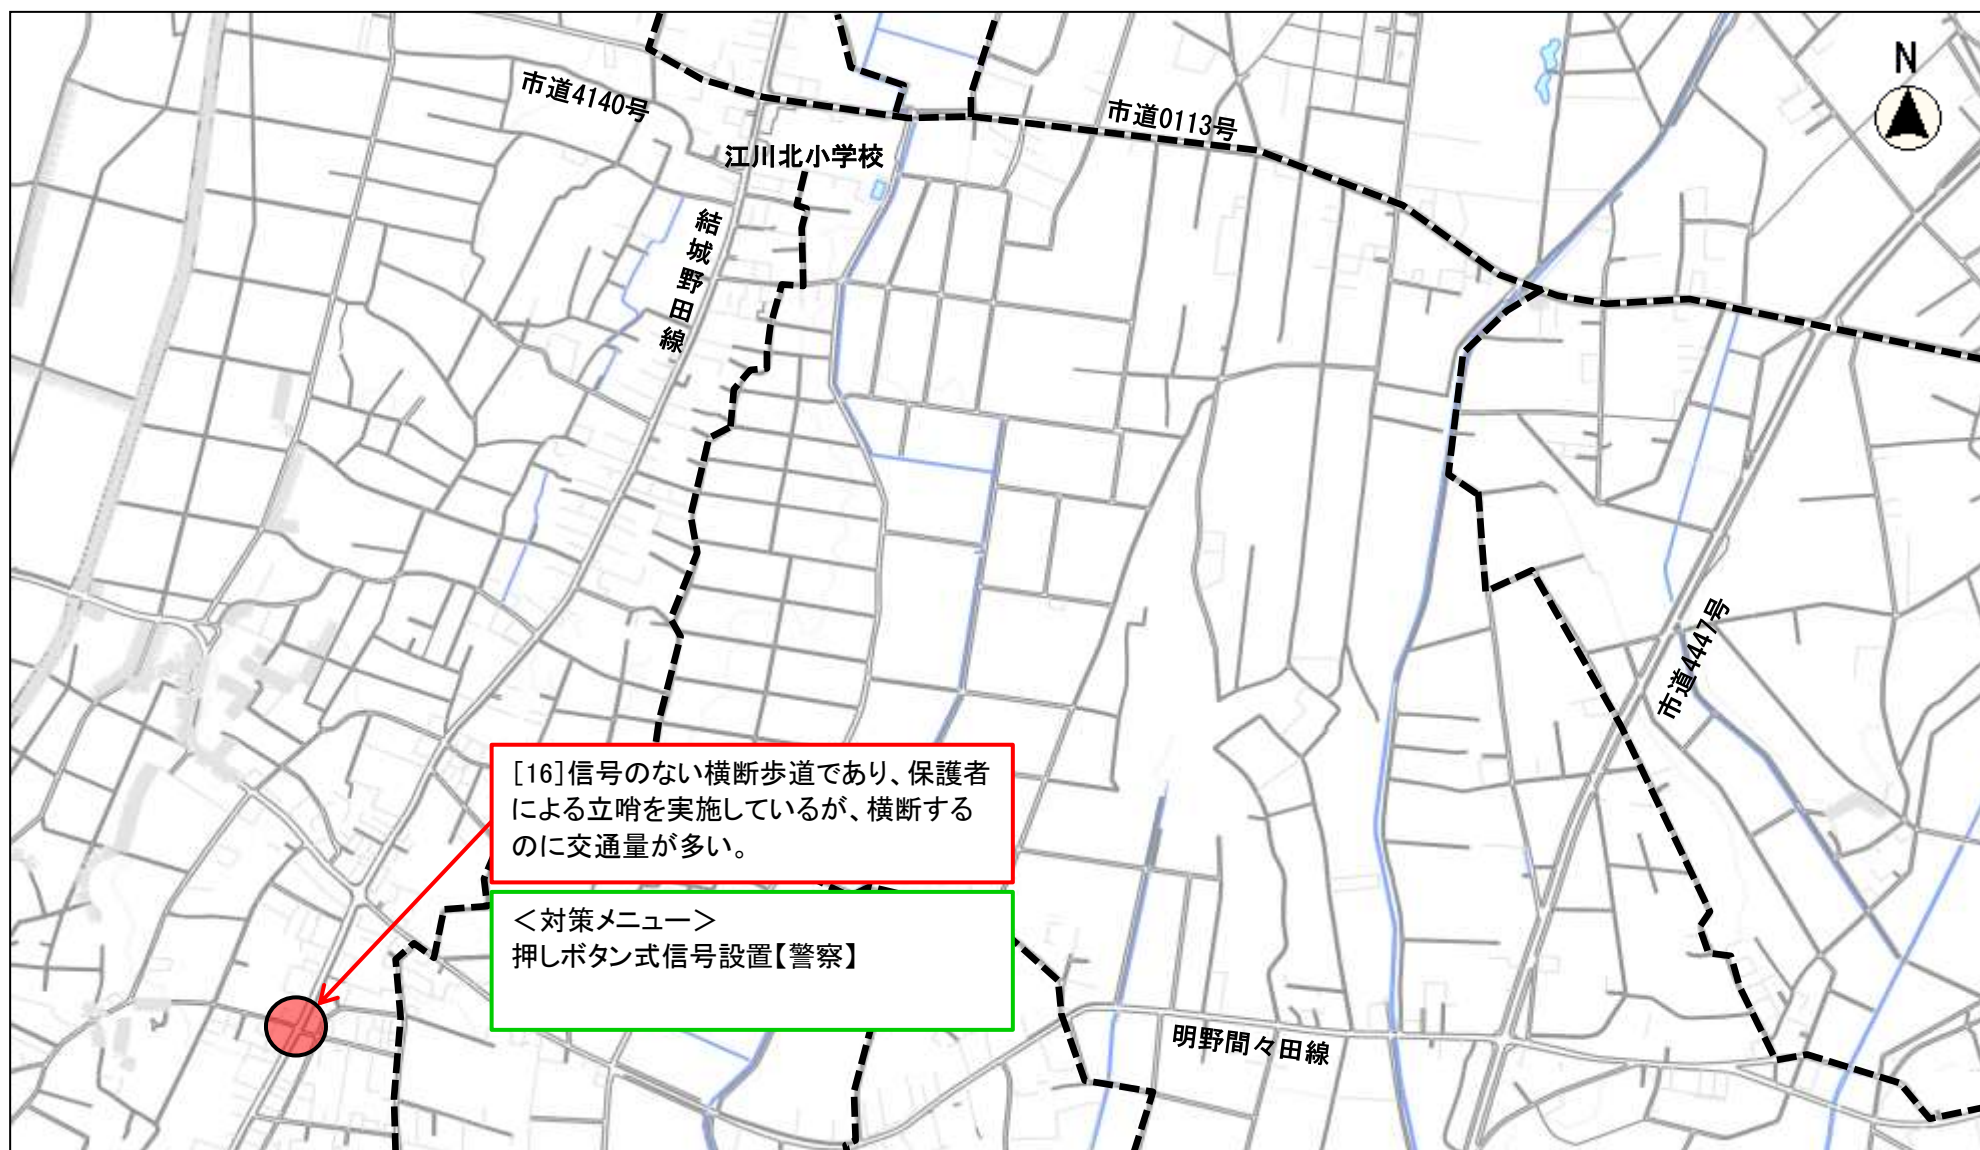 N
市道4140号
市道0113号
江川北小学校
結城野田線
市道4447号
[16]信号のない横断歩道であり、保護者
による立哨を実施しているが、横断する
のに交通量が多い。
＜対策メニュー＞
押しボタン式信号設置【警察】
明野間々田線